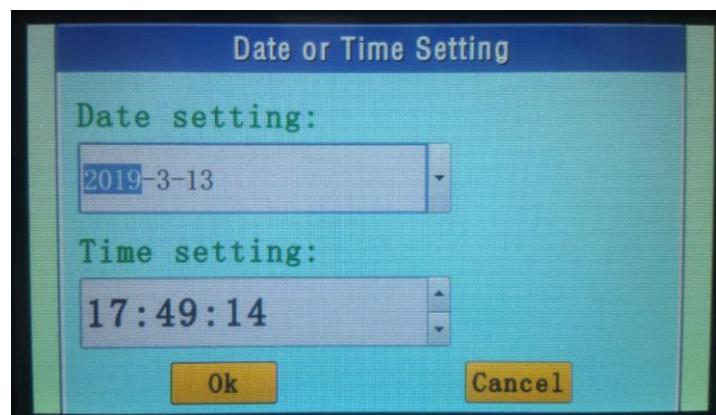 Date or Time Setting
Date setting:
2019-3-13
Time setting:
17:49:14
Ok Cancel